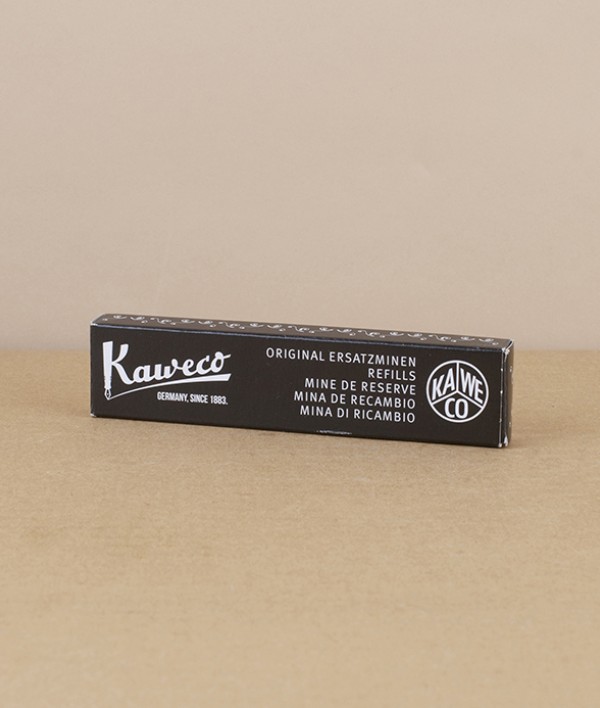 Kaweco
GERMANY, SINCE 1883.
ORIGINAL ERSATZMINEN
REFILLS
MINE DE RESERVE
MINA DE RECAMBIO
MINA DI RICAMBIO
KA WE
CO